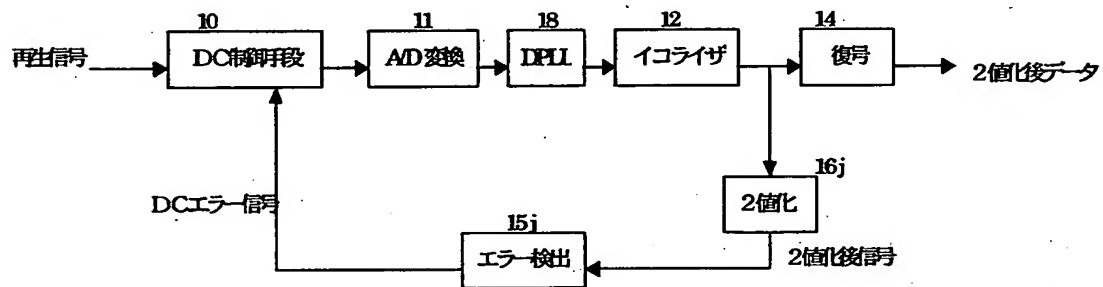 10
11
18
12
14
再生信号
DC制御手段
A/D変換
DPLL
イコライザ
復号
2値化後データ
16j
2値化
DCエラー信号
15j
エラー検出
2値化後信号